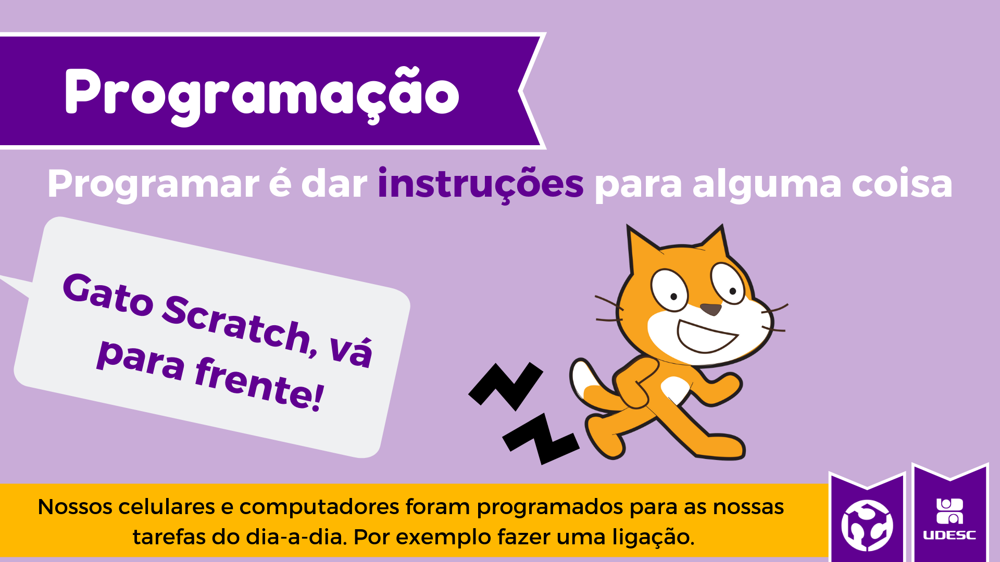 Programação
Programar é dar instruções para alguma coisa
Gato Scratch, vá
para frente!
Nossos celulares e computadores foram programados para as nossas
tarefas do dia-a-dia. Por exemplo fazer uma ligação.
UDESC